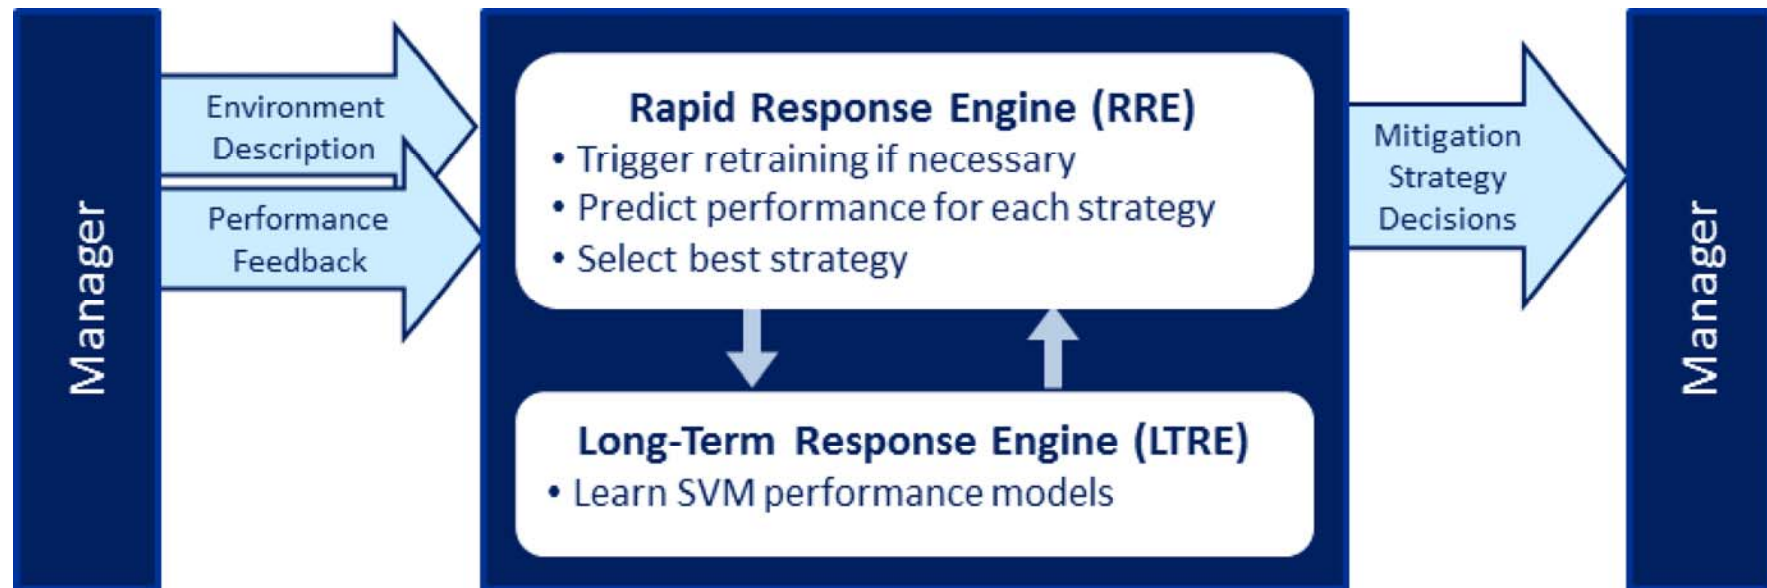 Manager
Environment
Description
Performance
Feedback
Rapid Response Engine (RRE)
• Trigger retraining if necessary
• Predict performance for each strategy
• Select best strategy
Long-Term Response Engine (LTRE)
• Learn SVM performance models
Mitigation
Strategy
Decisions
Manager